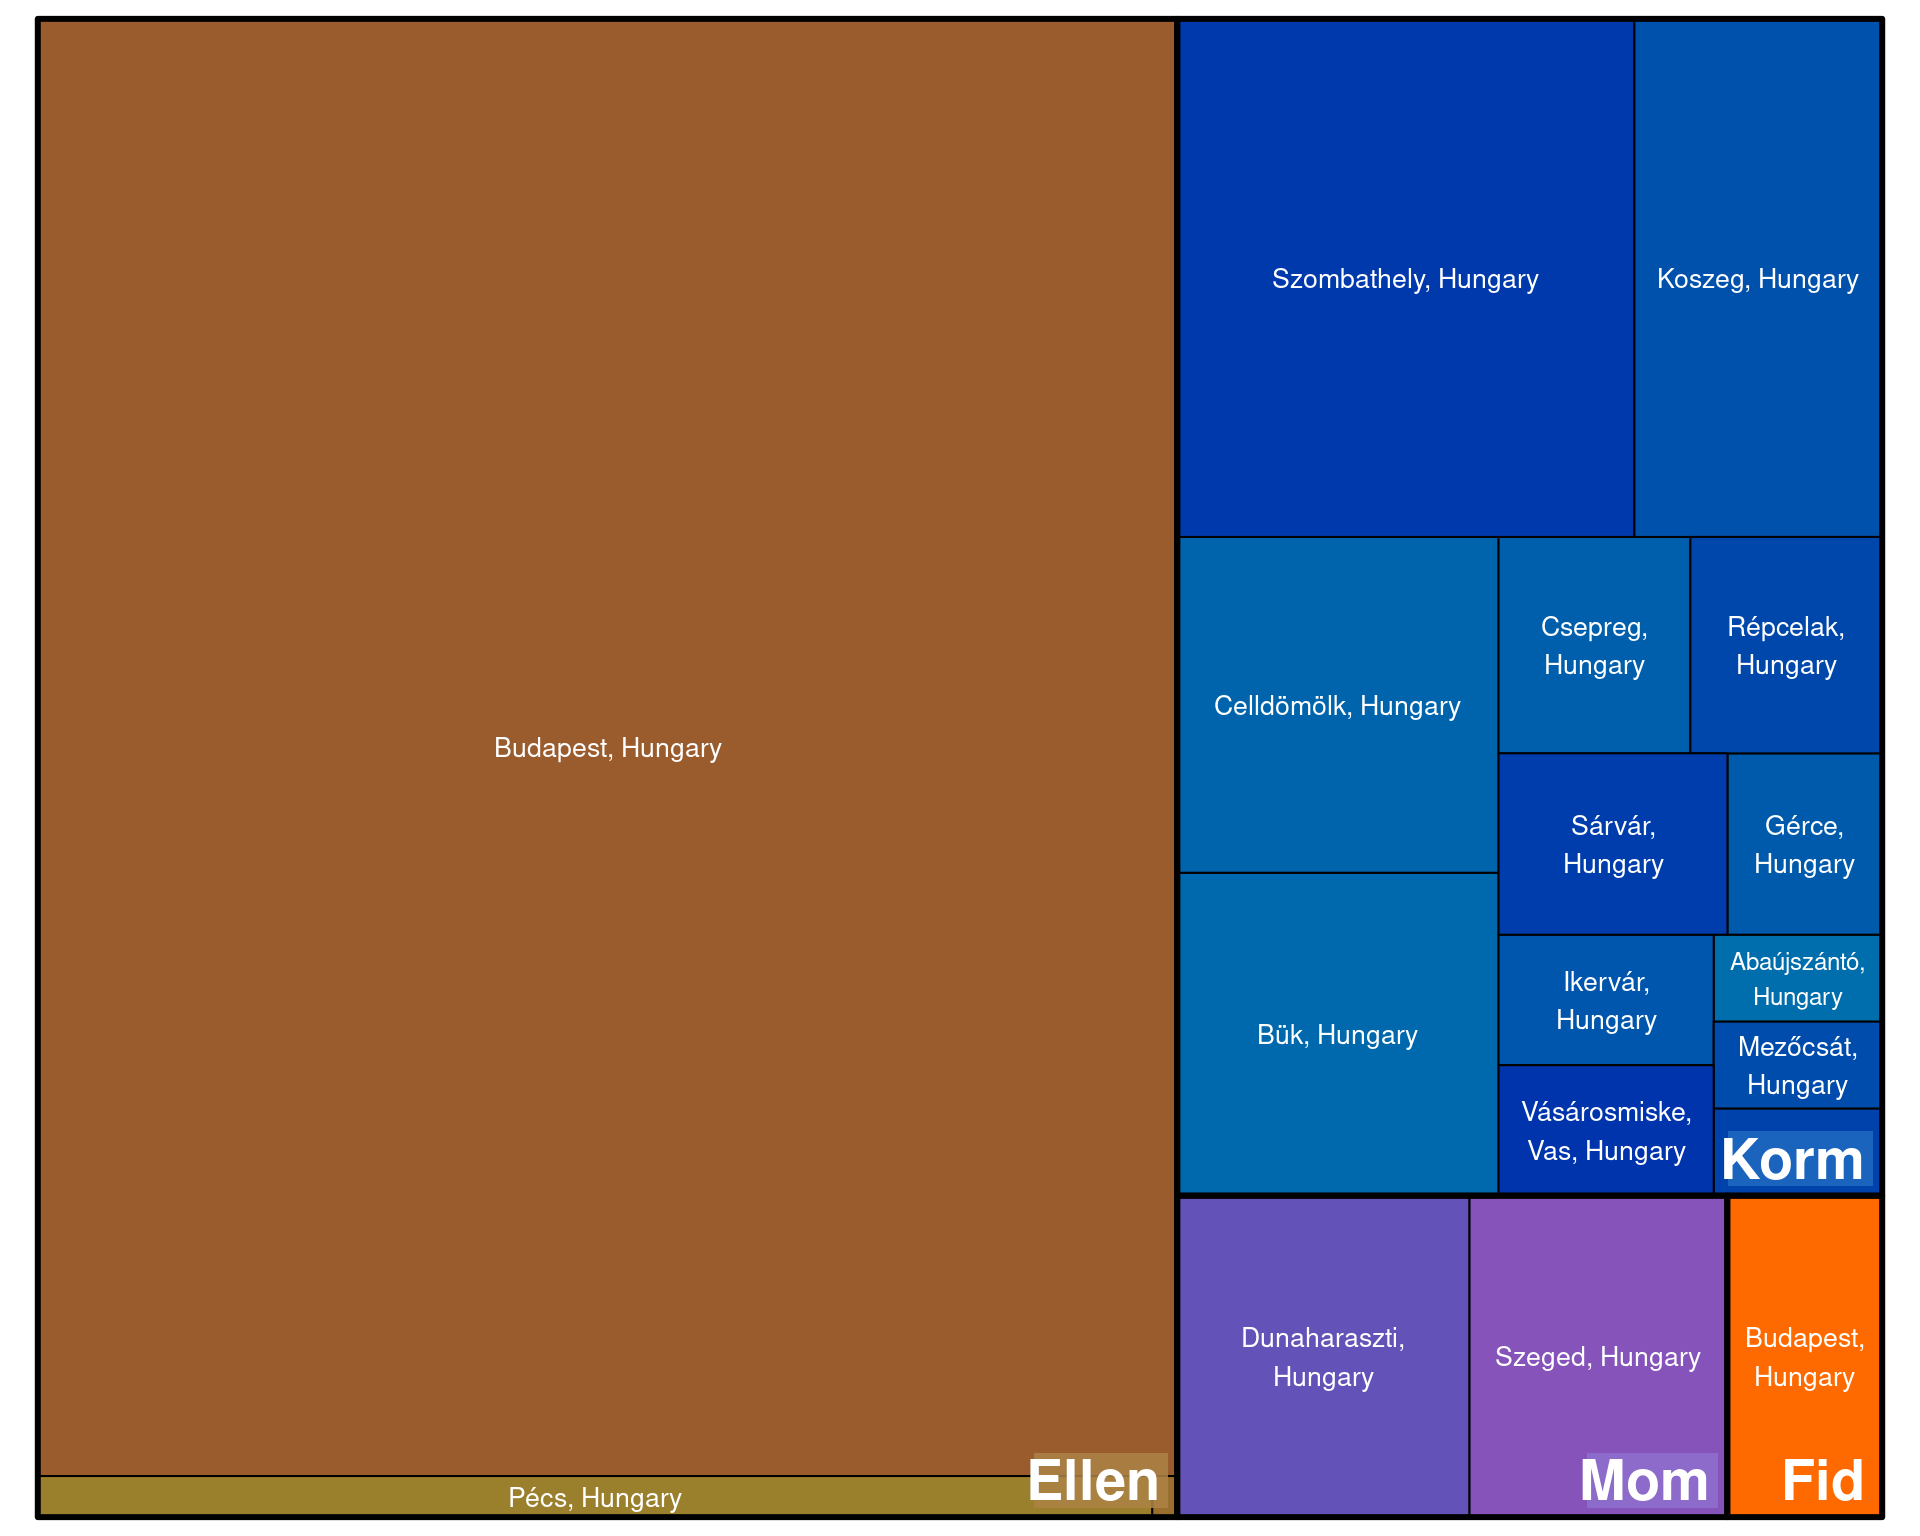 Budapest, Hungary
Pécs, Hungary
Ellen
Szombathely, Hungary
Koszeg, Hungary
Celldömölk, Hungary
Csepreg,
Hungary
Répcelak,
Hungary
Sárvár,
Hungary
Gérce,
Hungary
Bük, Hungary
Ikervár,
Hungary
Abaújszántó,
Hungary
Mezőcsát,
Hungary
Vásárosmiske,
Vas, Hungary
Korm
Dunaharaszti,
Hungary
Szeged, Hungary
Mom
Budapest,
Hungary
Fid